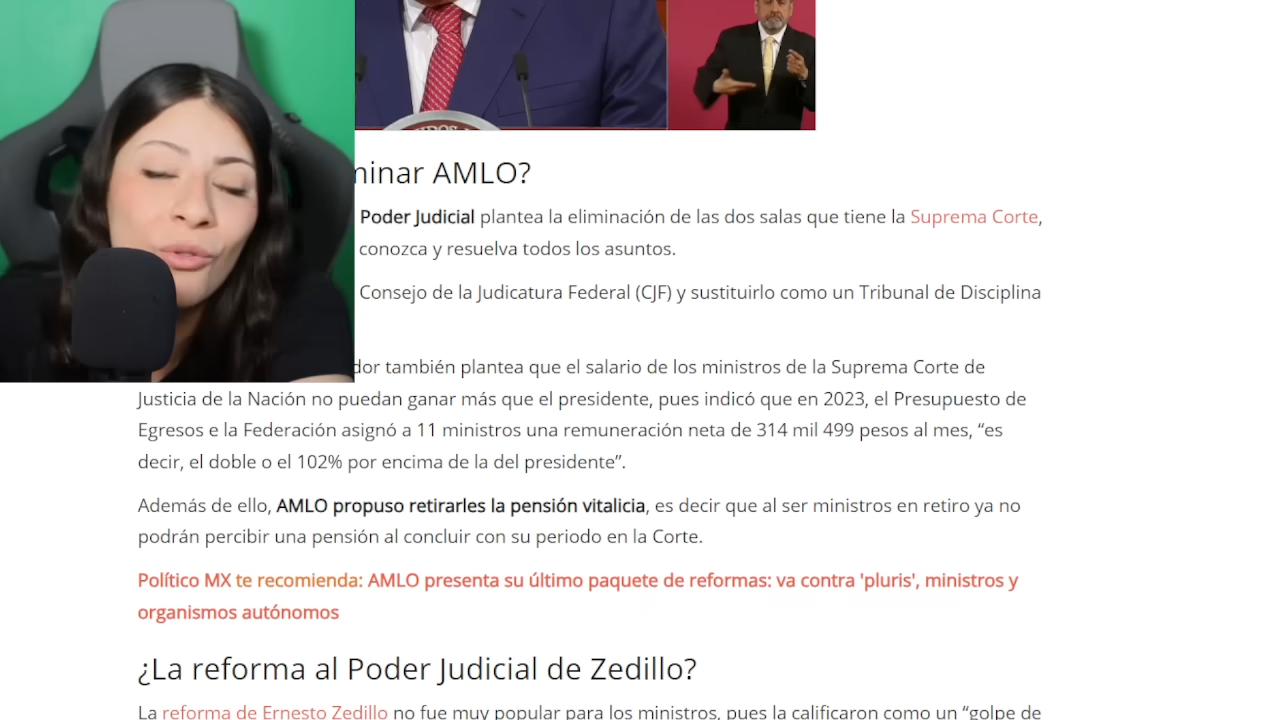 minar AMLO?
Poder Judicial plantea la eliminación de las dos salas que tiene la Suprema Corte,
conozca y resuelva todos los asuntos.
Consejo de la Judicatura Federal (CJF) y sustituirlo como un Tribunal de Disciplina
dor también plantea que el salario de los ministros de la Suprema Corte de
Justicia de la Nación no puedan ganar más que el presidente, pues indicó que en 2023, el Presupuesto de
Egresos e la Federación asignó a 11 ministros una remuneración neta de 314 mil 499 pesos al mes, “es
decir, el doble o el 102% por encima de la del presidente”.
Además de ello, AMLO propuso retirarles la pensión vitalicia, es decir que al ser ministros en retiro ya no
podrán percibir una pensión al concluir con su periodo en la Corte.
Político MX te recomienda: AMLO presenta su último paquete de reformas: va contra 'pluris', ministros y
organismos autónomos
¿La reforma al Poder Judicial de Zedillo?
La reforma de Ernesto Zedillo no fue muy popular para los ministros, pues la calificaron como un “golpe de